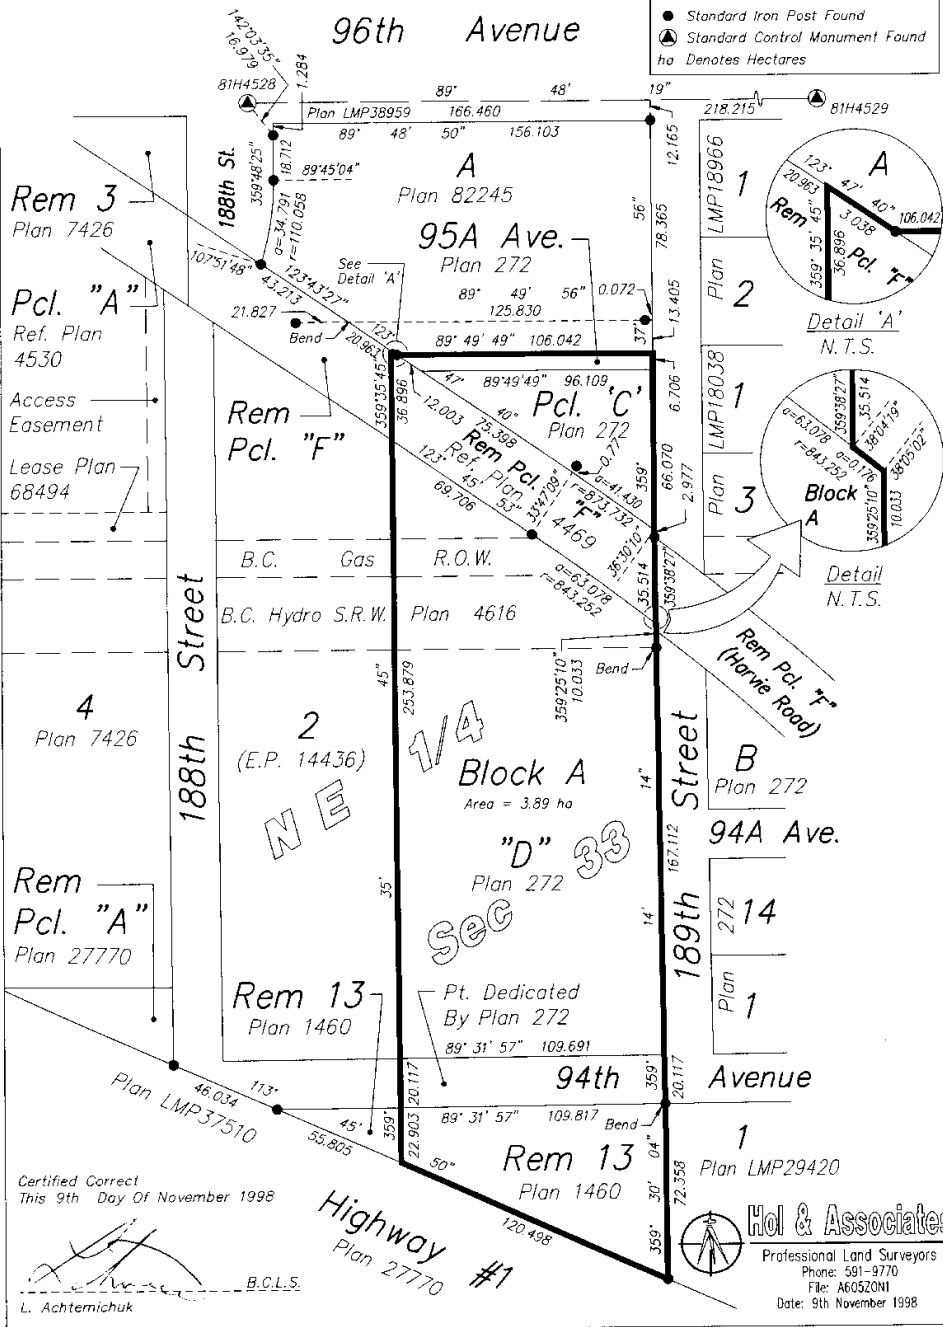 96th Avenue
Standard Iron Post Found
Standard Control Monument Found
ha Denotes Hectares
142°03'35"
16.979
1.284
81H4528
89° 48' 19"
Plan LMP38959 166.460
218.215
81H4529
89° 48' 50" 156.103
12.165
188th St.
359°48'25"
18.712
89°45'04"
A
Plan 82245
1
LMP18966
Rem 3
Plan 7426
a=34.791
r=110.058
56"
78.365
A
123° 47' 40"
20.963
3.038
106.042
Rem
359° 35' 45"
36.896
Pcl. "F"
Detail 'A'
N.T.S.
107°51'48"
123°43'27"
43.213
See
Detail 'A'
95A Ave.
Plan 272
Plan
2
Pcl. "A"
Ref. Plan
4530
89° 49' 56" 0.072
125.830
13.405
21.827
Bend
123°
20.963
37'
89° 49' 49" 106.042
Access
Easement
359°35'45"
36.896
47'
89°49'49" 96.109
6.706
LMP18038
1
Rem
Pcl. "F"
12.003
40"
75.398
Pcl. 'C'
Plan 272
359°38'27"
35.514
a=63.078
r=843.252
38°04'19"
a=0.176
38°05'02"
Block
A
359°25'10"
10.033
Detail
N.T.S.
Lease Plan
68494
Rem Pcl. "F"
Ref. Plan 4469
123° 45' 53"
69.706
0.77
33°47'09"
a=41.430
r=873.732
359°
66.070
2.977
Plan
3
B.C. Gas R.O.W.
36°30'10"
35.514
359°38'27"
a=63.078
r=843.252
B.C. Hydro S.R.W. Plan 4616
188th Street
359°25'10"
10.033
Bend
Rem Pcl. "F"
(Harvie Road)
45"
253.879
4
Plan 7426
2
(E.P. 14436)
NE 1/4
Block A
Area = 3.89 ha
14"
189th Street
B
Plan 272
"D"
Plan 272
33
Sec
167.112
94A Ave.
35'
14'
272
14
Plan
1
Rem
Pcl. "A"
Plan 27770
Rem 13
Plan 1460
Pt. Dedicated
By Plan 272
89° 31' 57" 109.691
94th Avenue
359°
20.117
20.117
Plan LMP37510
46.034
113°
45'
55.805
359°
22.903
89° 31' 57" 109.817
Bend
50"
Rem 13
Plan 1460
04"
30'
359°
72.358
1
Plan LMP29420
120.498
Highway #1
Plan 27770
Certified Correct
This 9th Day Of November 1998
B.C.L.S.
L. Achtemichuk
Hol & Associates
Professional Land Surveyors
Phone: 591-9770
File: A605ZON1
Date: 9th November 1998